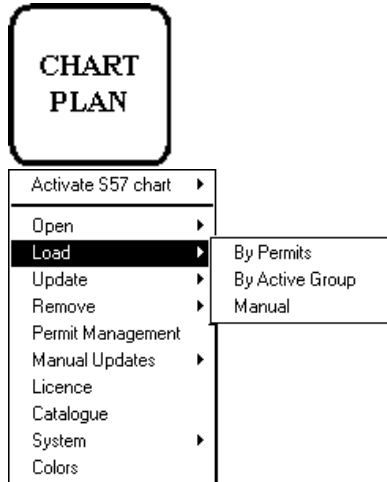 CHART
PLAN
Activate S57 chart
Open
Load
By Permits
Update
By Active Group
Remove
Manual
Permit Management
Manual Updates
Licence
Catalogue
System
Colors